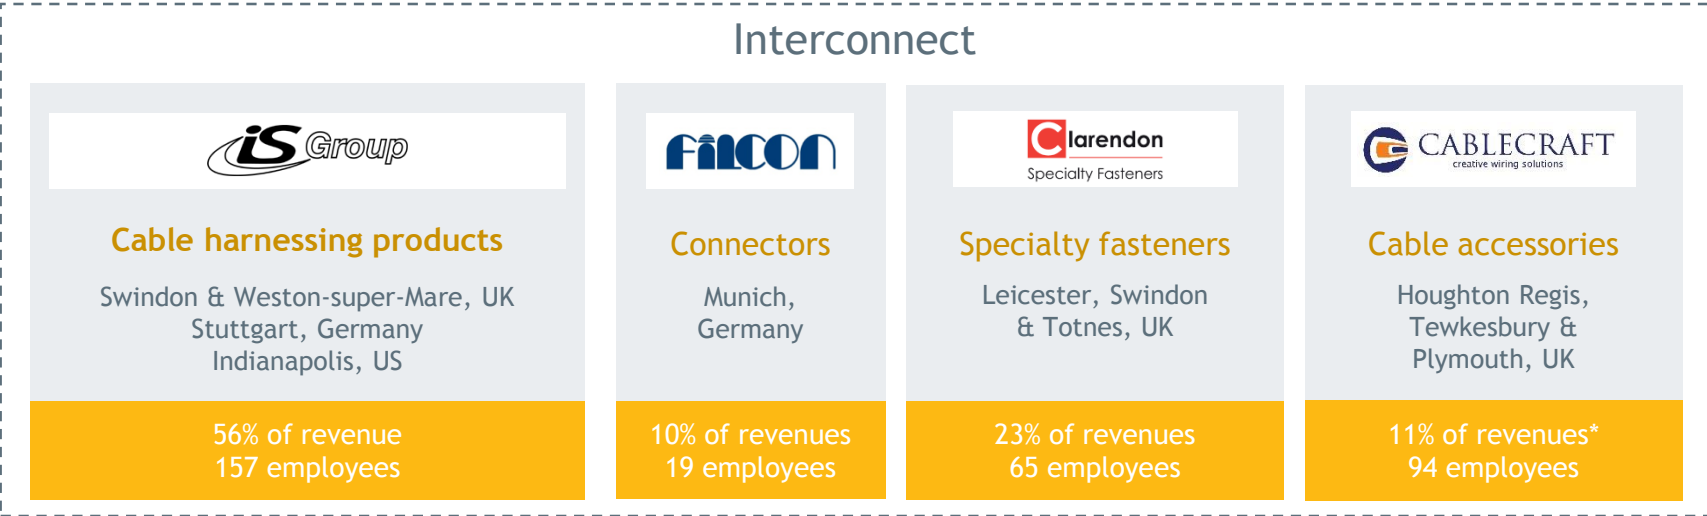 Interconnect
iS Group
Cable harnessing products
Swindon & Weston-super-Mare, UK
Stuttgart, Germany
Indianapolis, US
56% of revenue
157 employees
FILCON
Connectors
Munich,
Germany
10% of revenues
19 employees
Clarendon
Specialty Fasteners
Specialty fasteners
Leicester, Swindon
& Totnes, UK
23% of revenues
65 employees
CABLECRAFT
creative wiring solutions
Cable accessories
Houghton Regis,
Tewkesbury &
Plymouth, UK
11% of revenues*
94 employees